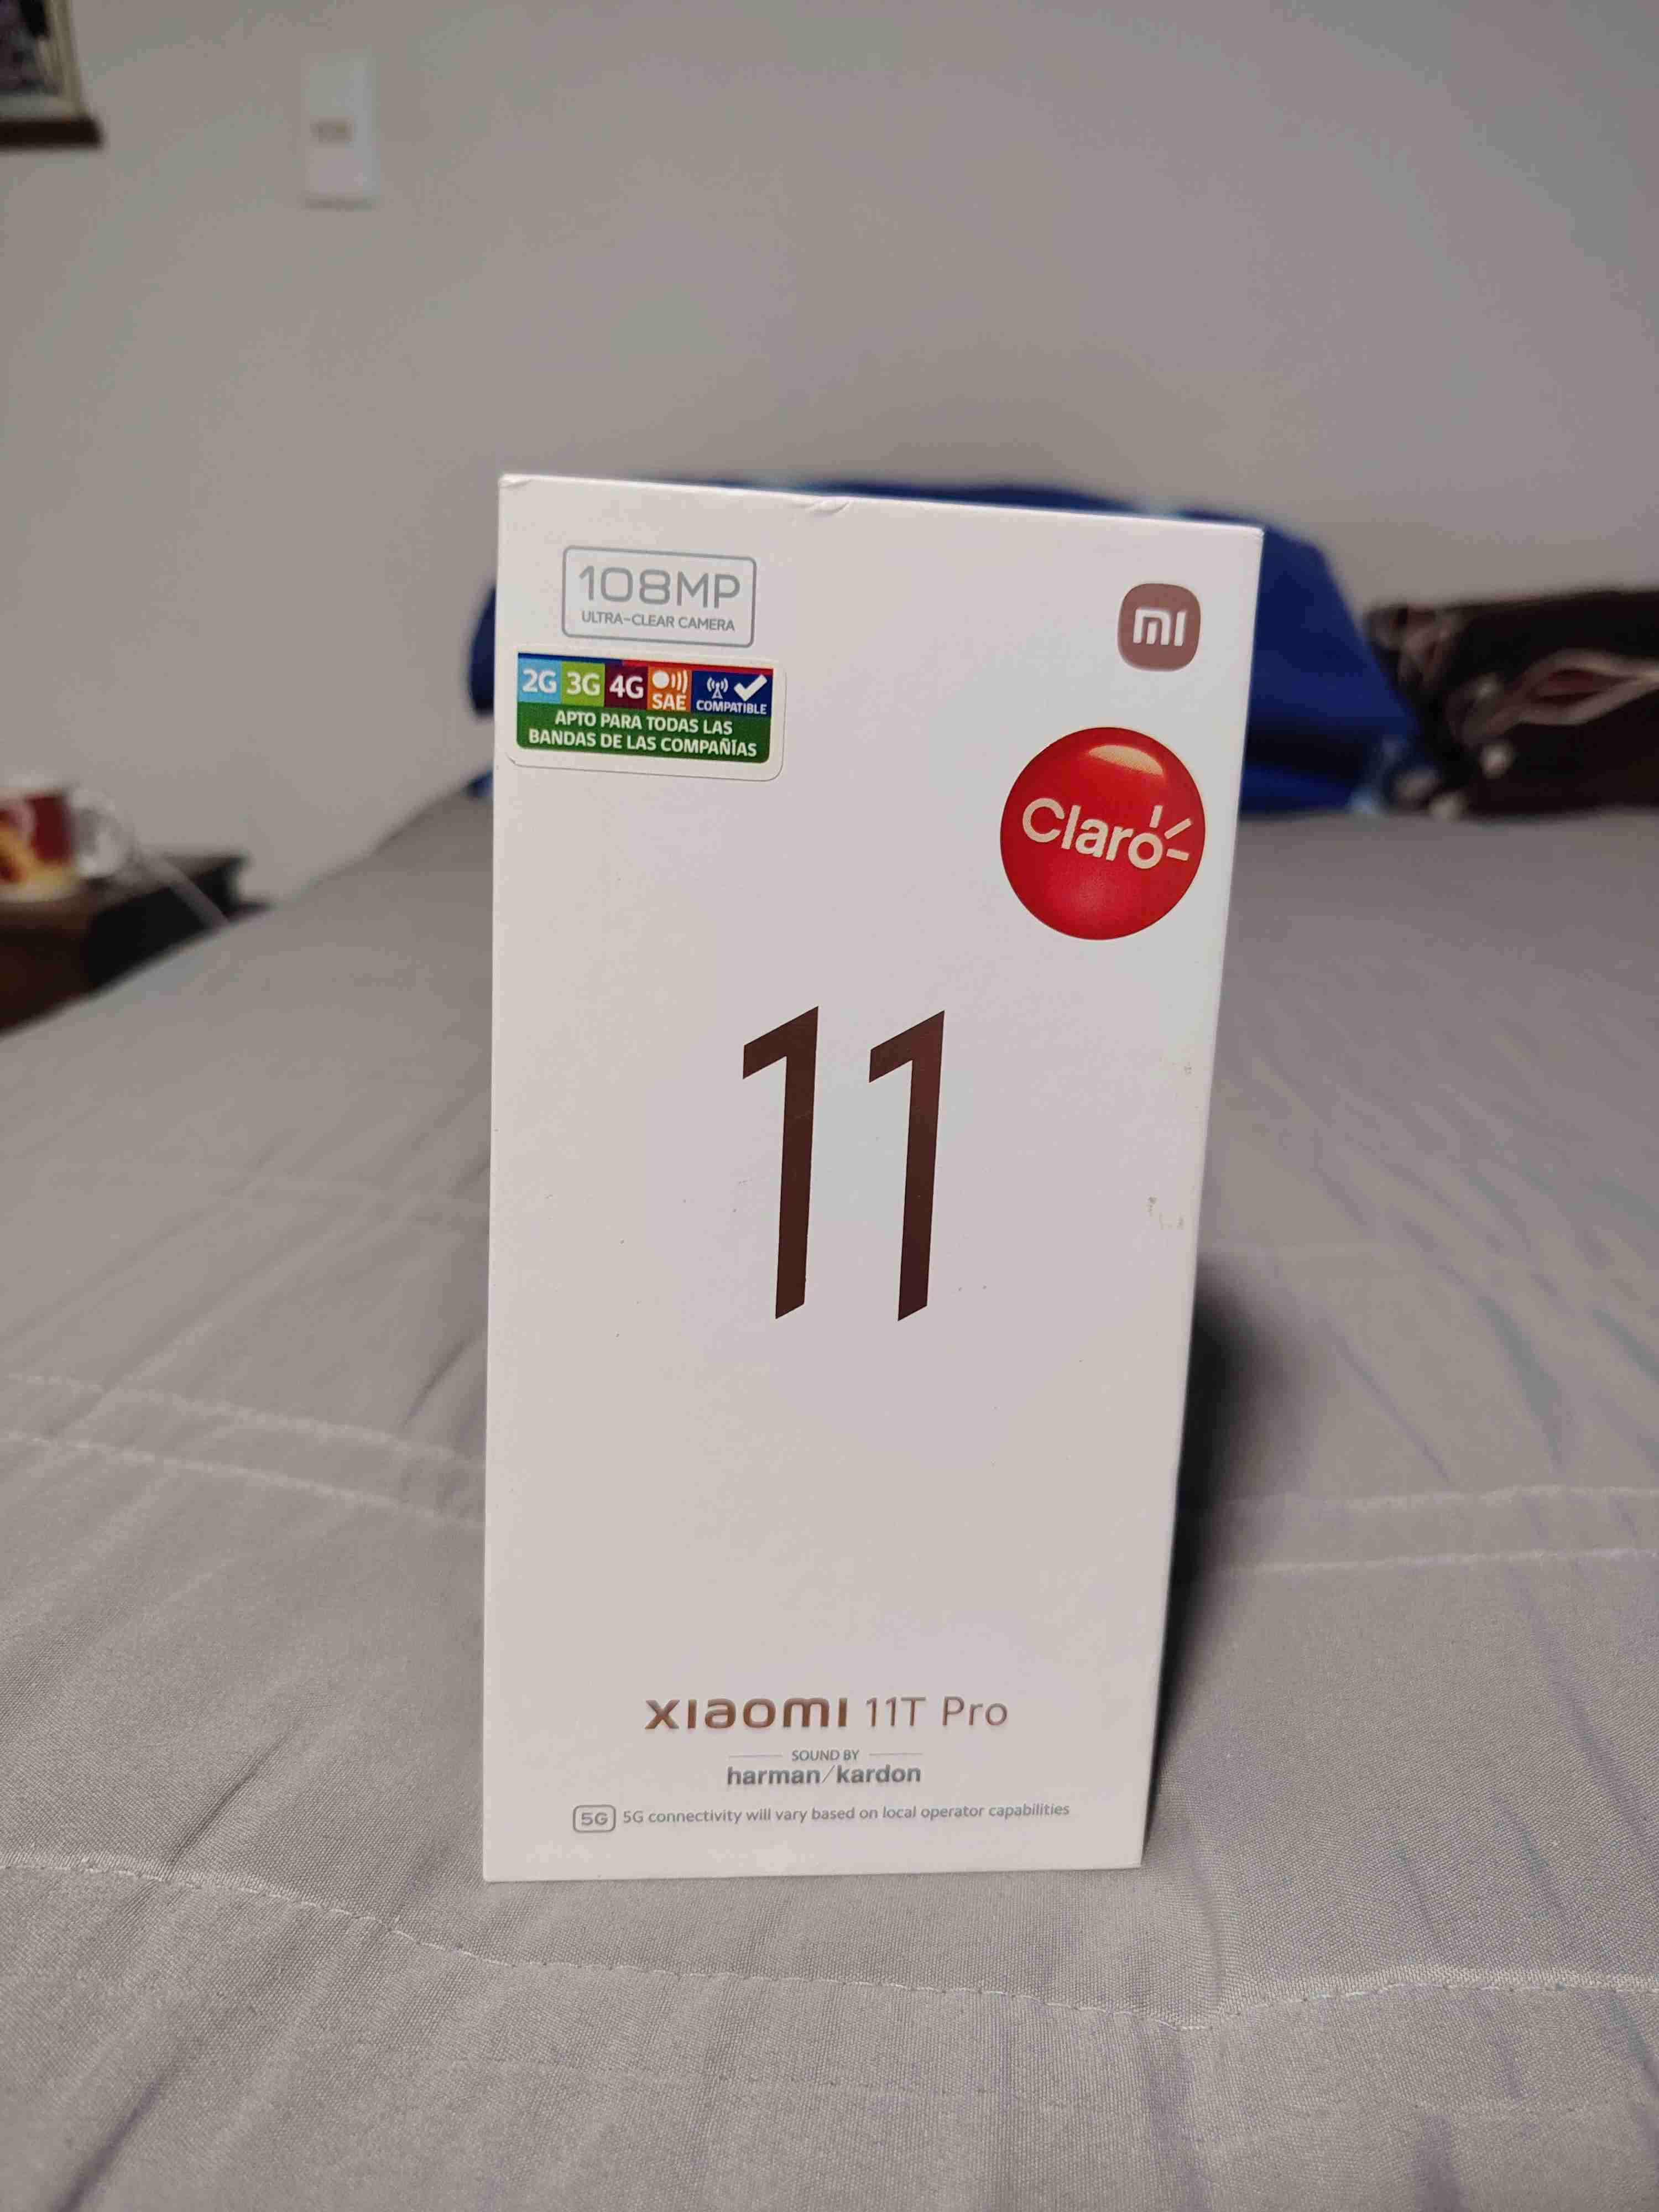 108MP
ULTRA-CLEAR CAMERA
mi
2G 3G 4G SAE COMPATIBLE
APTO PARA TODAS LAS
BANDAS DE LAS COMPAÑÍAS
Claro
11
xiaomi 11T Pro
SOUND BY
harman/kardon
5G 5G connectivity will vary based on local operator capabilities